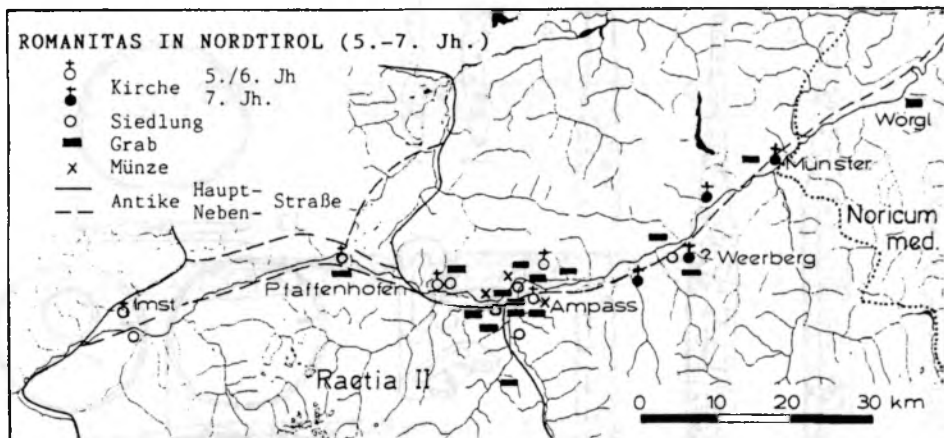 ROMANITAS IN NORDTIROL (5.-7. Jh.)
Kirche 5./6. Jh
7. Jh.
Siedlung
Grab
Münze
Antike Haupt-
Neben- Straße
Wörgl
Münster
Noricum
med.
? Weerberg
Pfaffenhofen
Ampass
Imst
Raetia II
0 10 20 30 km